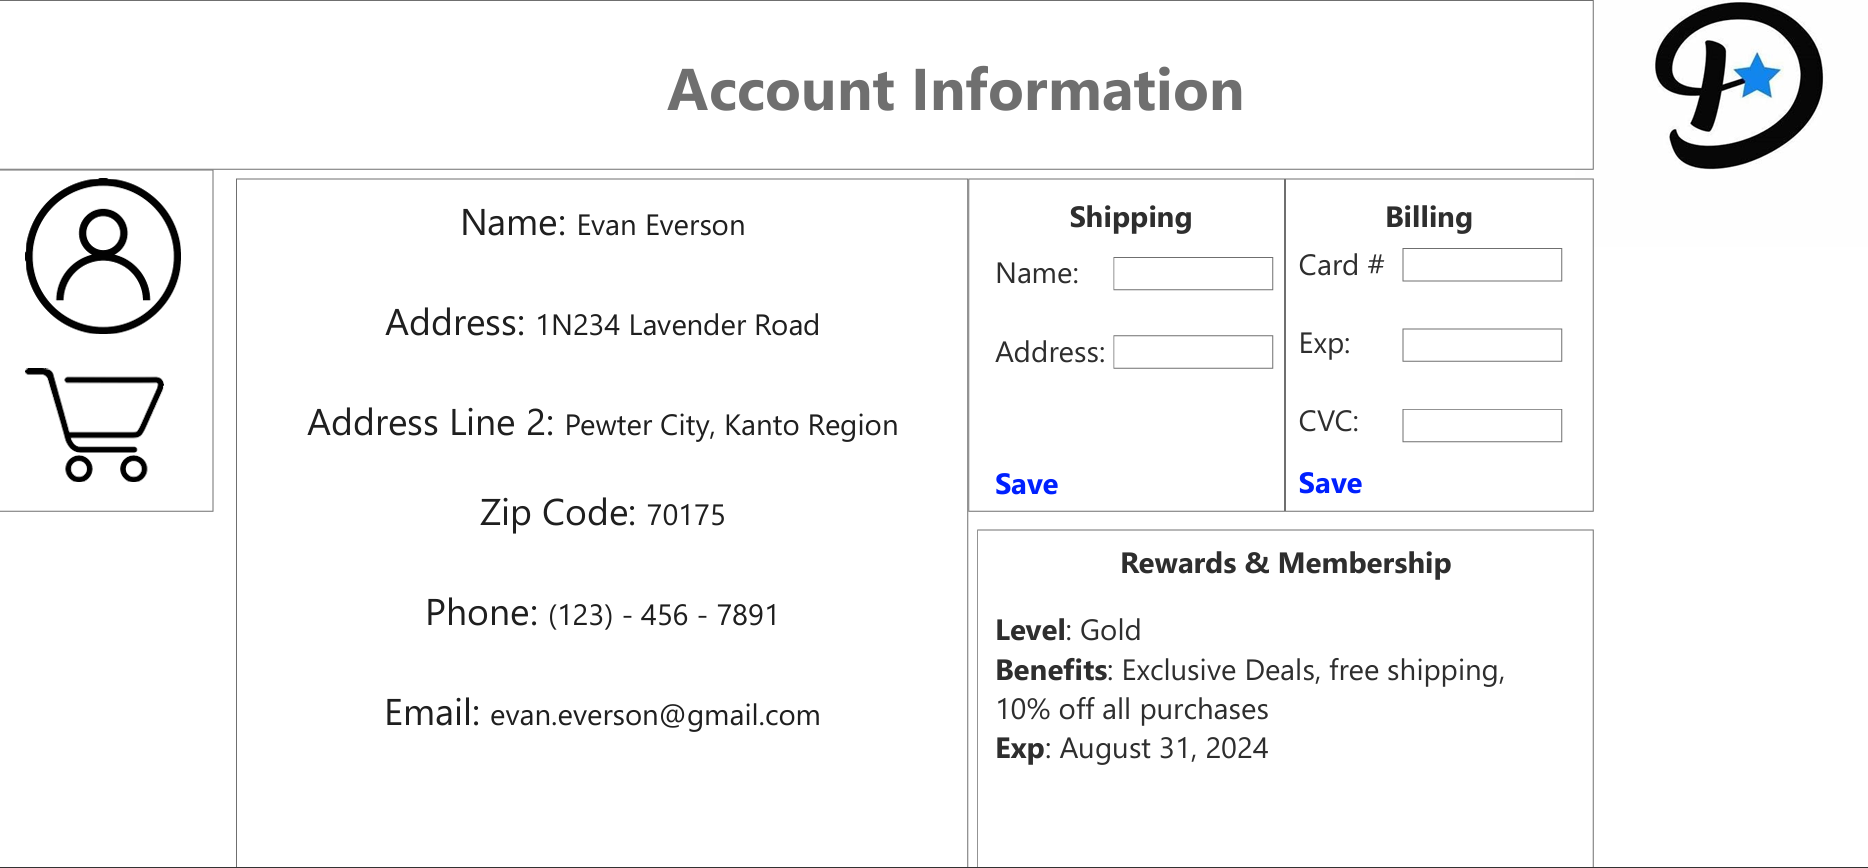 Account Information
Name: Evan Everson
Address: 1N234 Lavender Road
Address Line 2: Pewter City, Kanto Region
Zip Code: 70175
Phone: (123) - 456 - 7891
Email: evan.everson@gmail.com
Shipping
Name:
Address:
Save
Billing
Card #
Exp:
CVC:
Save
Rewards & Membership
Level: Gold
Benefits: Exclusive Deals, free shipping,
10% off all purchases
Exp: August 31, 2024
D